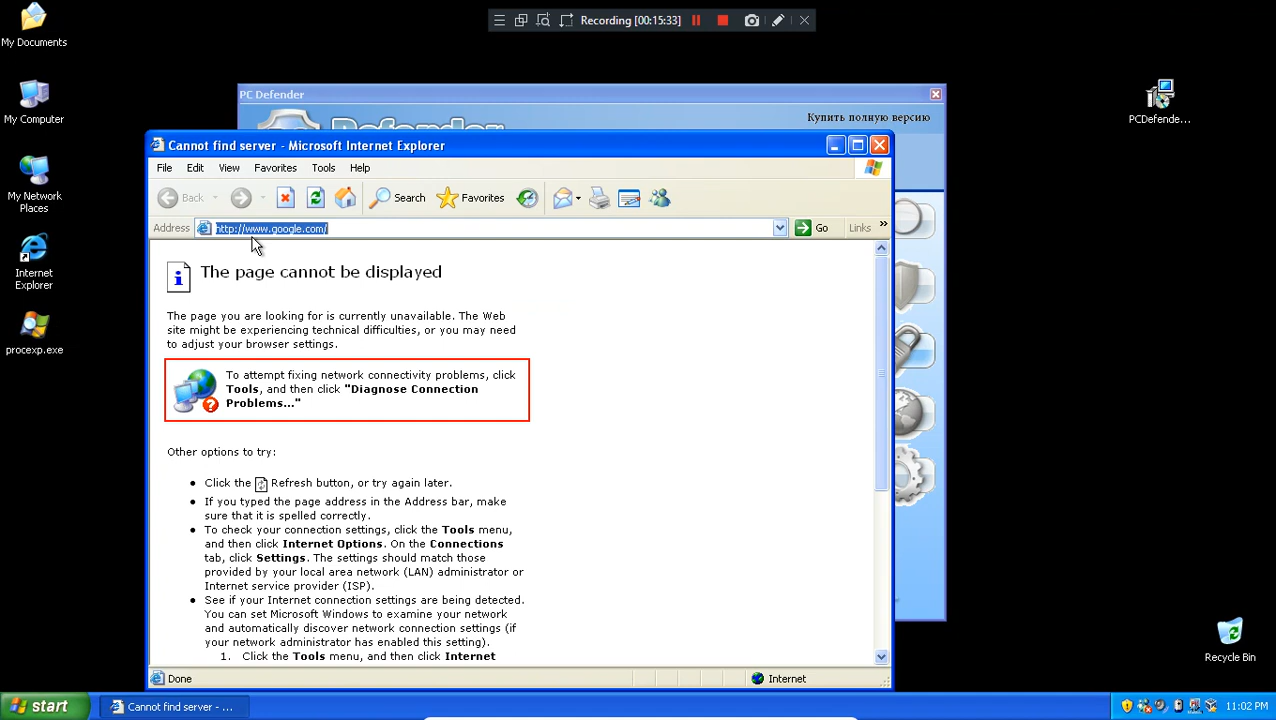 My Documents
My Computer
My Network
Places
Internet
Explorer
procexp.exe
Recording [00:15:33]
PC Defender
Defender
Купить полную версию
PCDefende...
Cannot find server - Microsoft Internet Explorer
File Edit View Favorites Tools Help
Back Search Favorites
Address http://www.google.com/ Go Links »
The page cannot be displayed
The page you are looking for is currently unavailable. The Web
site might be experiencing technical difficulties, or you may need
to adjust your browser settings.
To attempt fixing network connectivity problems, click
Tools, and then click "Diagnose Connection
Problems..."
Other options to try:
• Click the Refresh button, or try again later.
• If you typed the page address in the Address bar, make
sure that it is spelled correctly.
• To check your connection settings, click the Tools menu,
and then click Internet Options. On the Connections
tab, click Settings. The settings should match those
provided by your local area network (LAN) administrator or
Internet service provider (ISP).
• See if your Internet connection settings are being detected.
You can set Microsoft Windows to examine your network
and automatically discover network connection settings (if
your network administrator has enabled this setting).
1. Click the Tools menu, and then click Internet
Done
Internet
Recycle Bin
start
Cannot find server - ...
11:02 PM